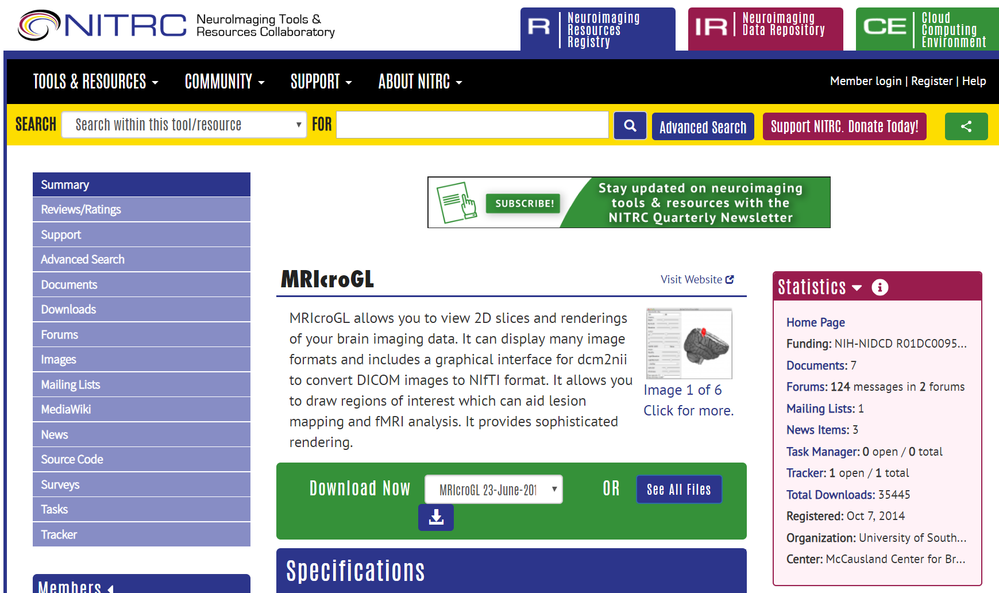 NITRC NeuroImaging Tools &
Resources Collaboratory
R Neuroimaging
Resources
Registry
IR Neuroimaging
Data Repository
CE Cloud
Computing
Environment
TOOLS & RESOURCES COMMUNITY SUPPORT ABOUT NITRC
Member login | Register | Help
SEARCH Search within this tool/resource FOR Advanced Search Support NITRC. Donate Today!
Summary
Reviews/Ratings
Support
Advanced Search
Documents
Downloads
Forums
Images
Mailing Lists
MediaWiki
News
Source Code
Surveys
Tasks
Tracker
Members
SUBSCRIBE!
Stay updated on neuroimaging
tools & resources with the
NITRC Quarterly Newsletter
MRIcroGL
Visit Website
MRIcroGL allows you to view 2D slices and renderings
of your brain imaging data. It can display many image
formats and includes a graphical interface for dcm2nii
to convert DICOM images to NIfTI format. It allows you
to draw regions of interest which can aid lesion
mapping and fMRI analysis. It provides sophisticated
rendering.
Image 1 of 6
Click for more.
Download Now MRIcroGL 23-June-201 OR See All Files
Specifications
Statistics
Home Page
Funding: NIH-NIDCD R01DC0095...
Documents: 7
Forums: 124 messages in 2 forums
Mailing Lists: 1
News Items: 3
Task Manager: 0 open / 0 total
Tracker: 1 open / 1 total
Total Downloads: 35445
Registered: Oct 7, 2014
Organization: University of South...
Center: McCausland Center for Br...